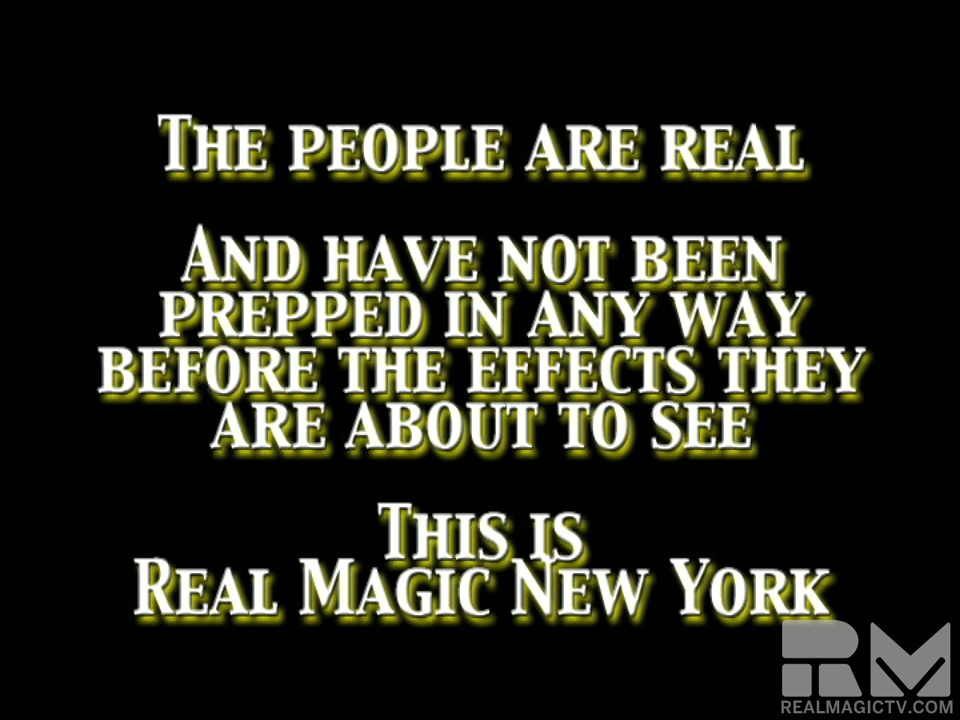 The people are real
And have not been
prepped in any way
before the effects they
are about to see
This is
Real Magic New York
RM
REALMAGICTV.COM